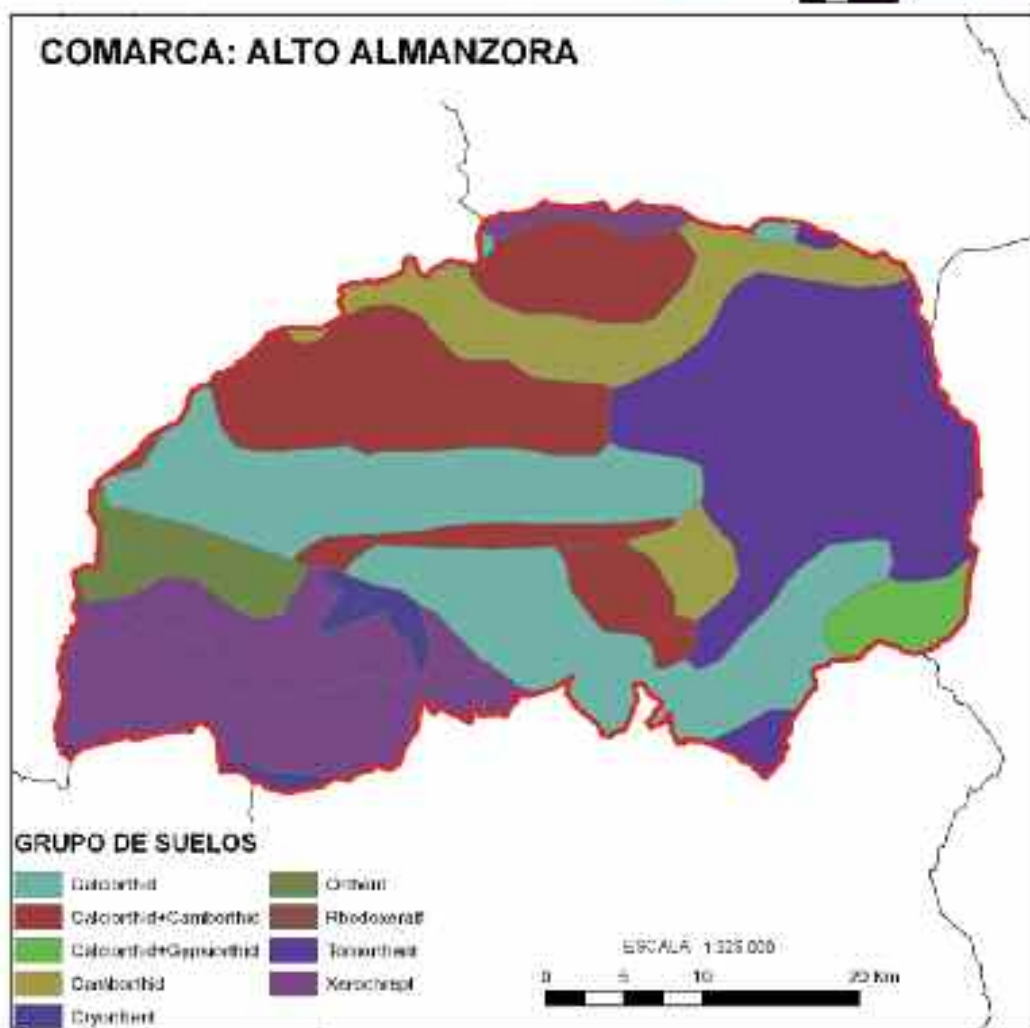 COMARCA: ALTO ALMANZORA
GRUPO DE SUELOS
Calciorthid
Calciorthid+Camborthid
Calciorthid+Gypsiorthid
Camborthid
Cryorthent
Orthent
Rhodoxeralf
Torriorthent
Xerochrept
ESCALA 1:325.000
0 5 10 20 Km